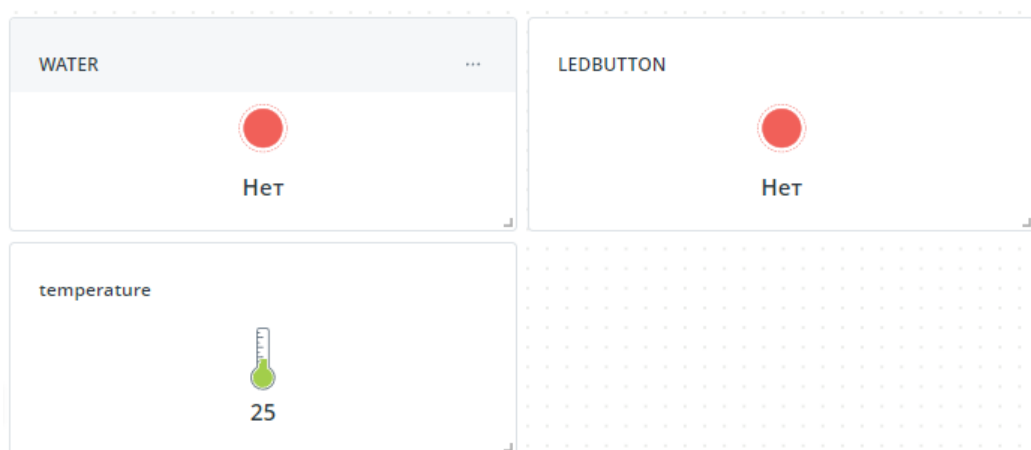 WATER
...
LEDBUTTON
Нет
Нет
temperature
25